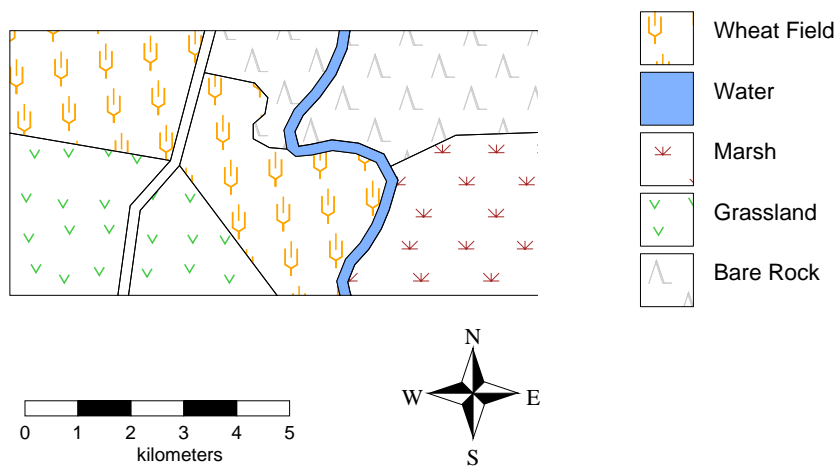 Wheat Field
Water
Marsh
Grassland
Bare Rock
N
W E
S
0 1 2 3 4 5
kilometers